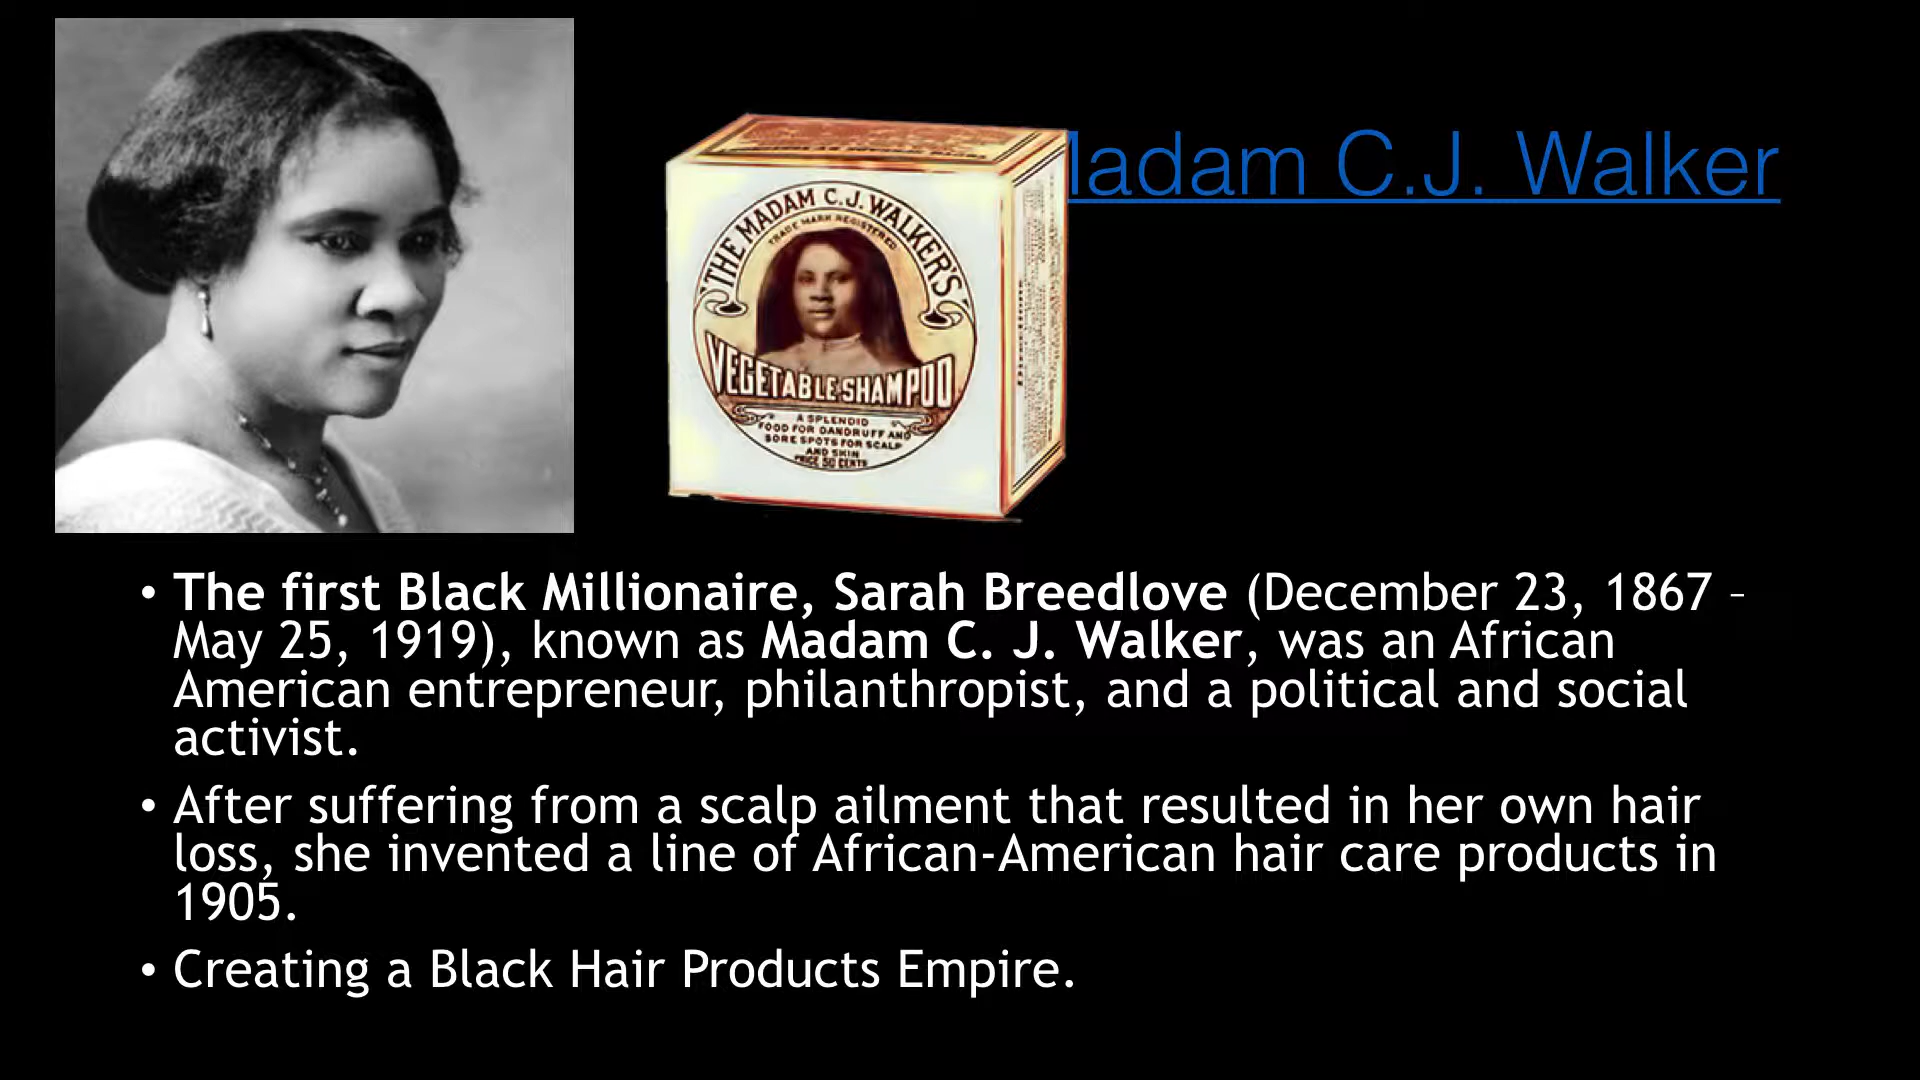 Madam C.J. Walker
THE MADAM C.J. WALKER'S
TRADE MARK REGISTERED
VEGETABLE SHAMPOO
A SPLENDID
FOOD FOR DANDRUFF AND
SORE SPOTS FOR SCALP
AND SKIN
PRICE 50 CENTS
Directions
• The first Black Millionaire, Sarah Breedlove (December 23, 1867 –
May 25, 1919), known as Madam C. J. Walker, was an African
American entrepreneur, philanthropist, and a political and social
activist.
• After suffering from a scalp ailment that resulted in her own hair
loss, she invented a line of African-American hair care products in
1905.
• Creating a Black Hair Products Empire.